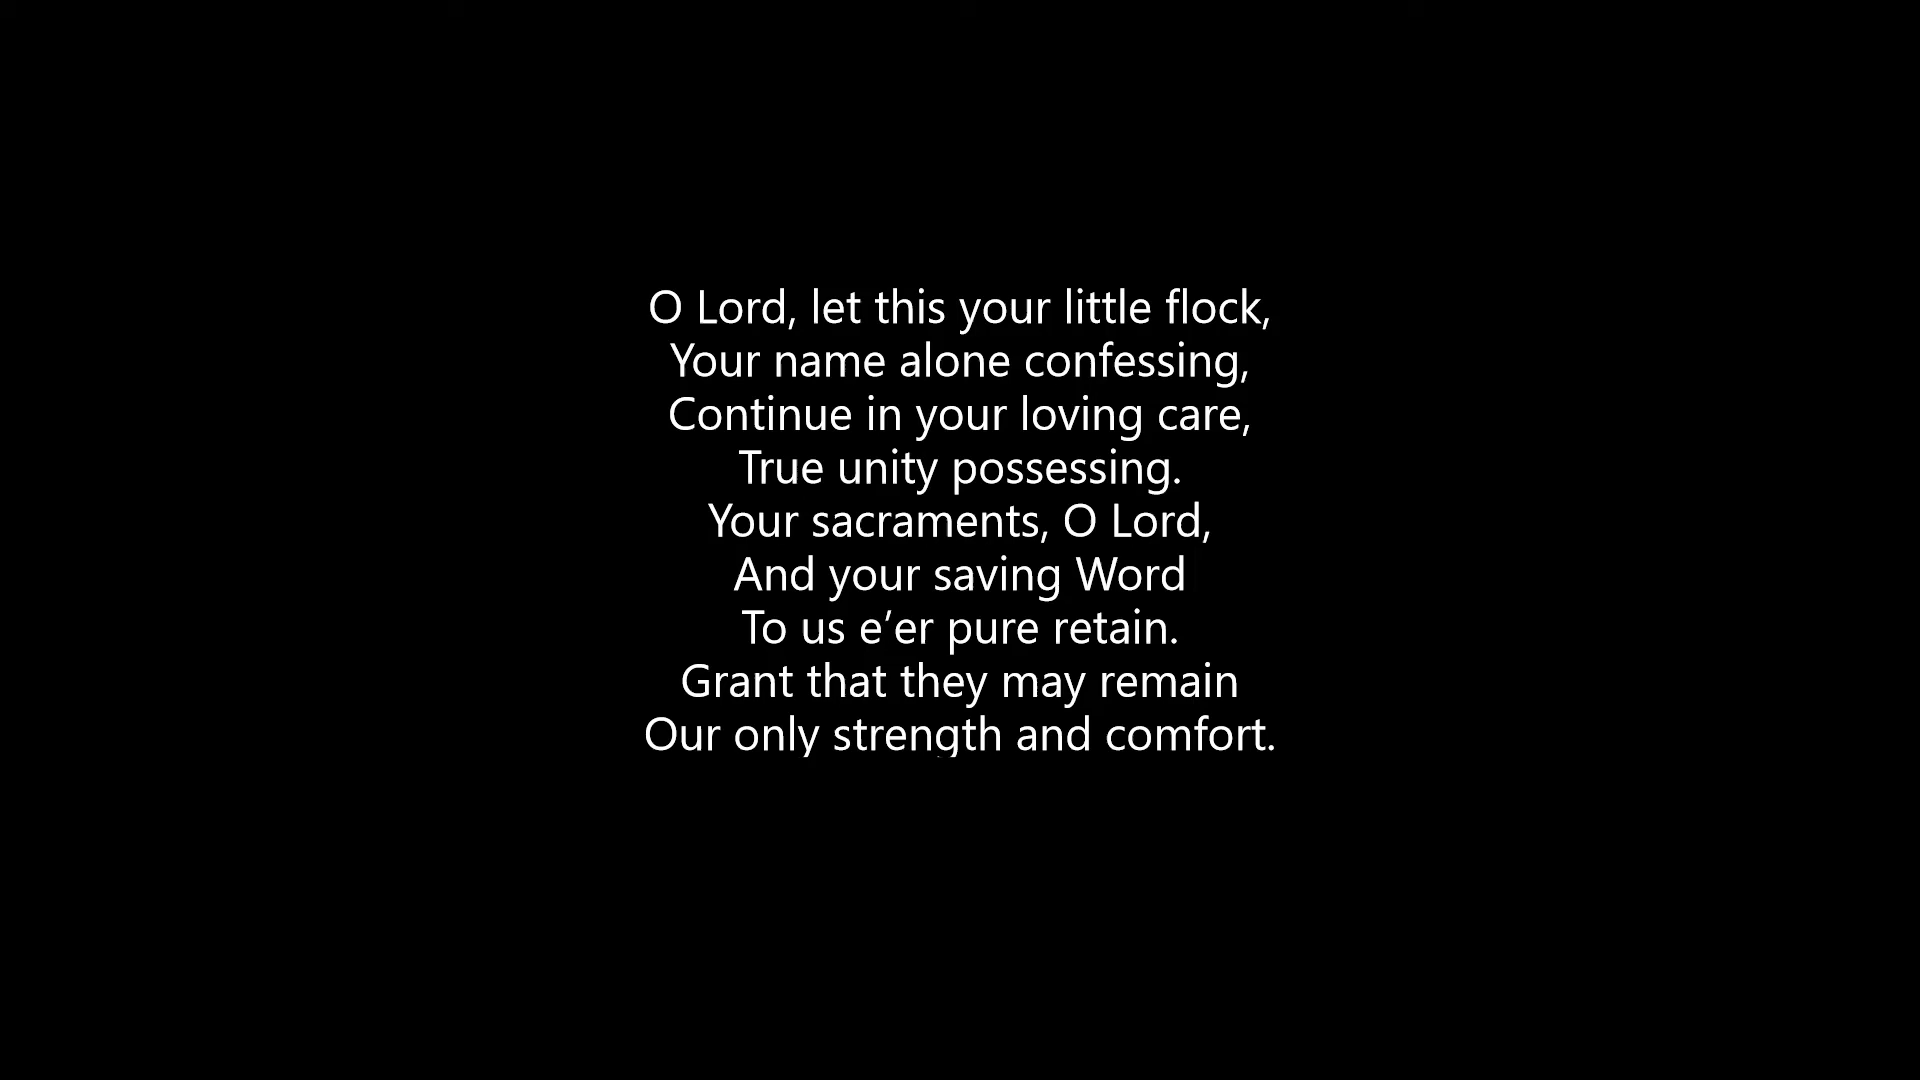 O Lord, let this your little flock,
Your name alone confessing,
Continue in your loving care,
True unity possessing.
Your sacraments, O Lord,
And your saving Word
To us e’er pure retain.
Grant that they may remain
Our only strength and comfort.